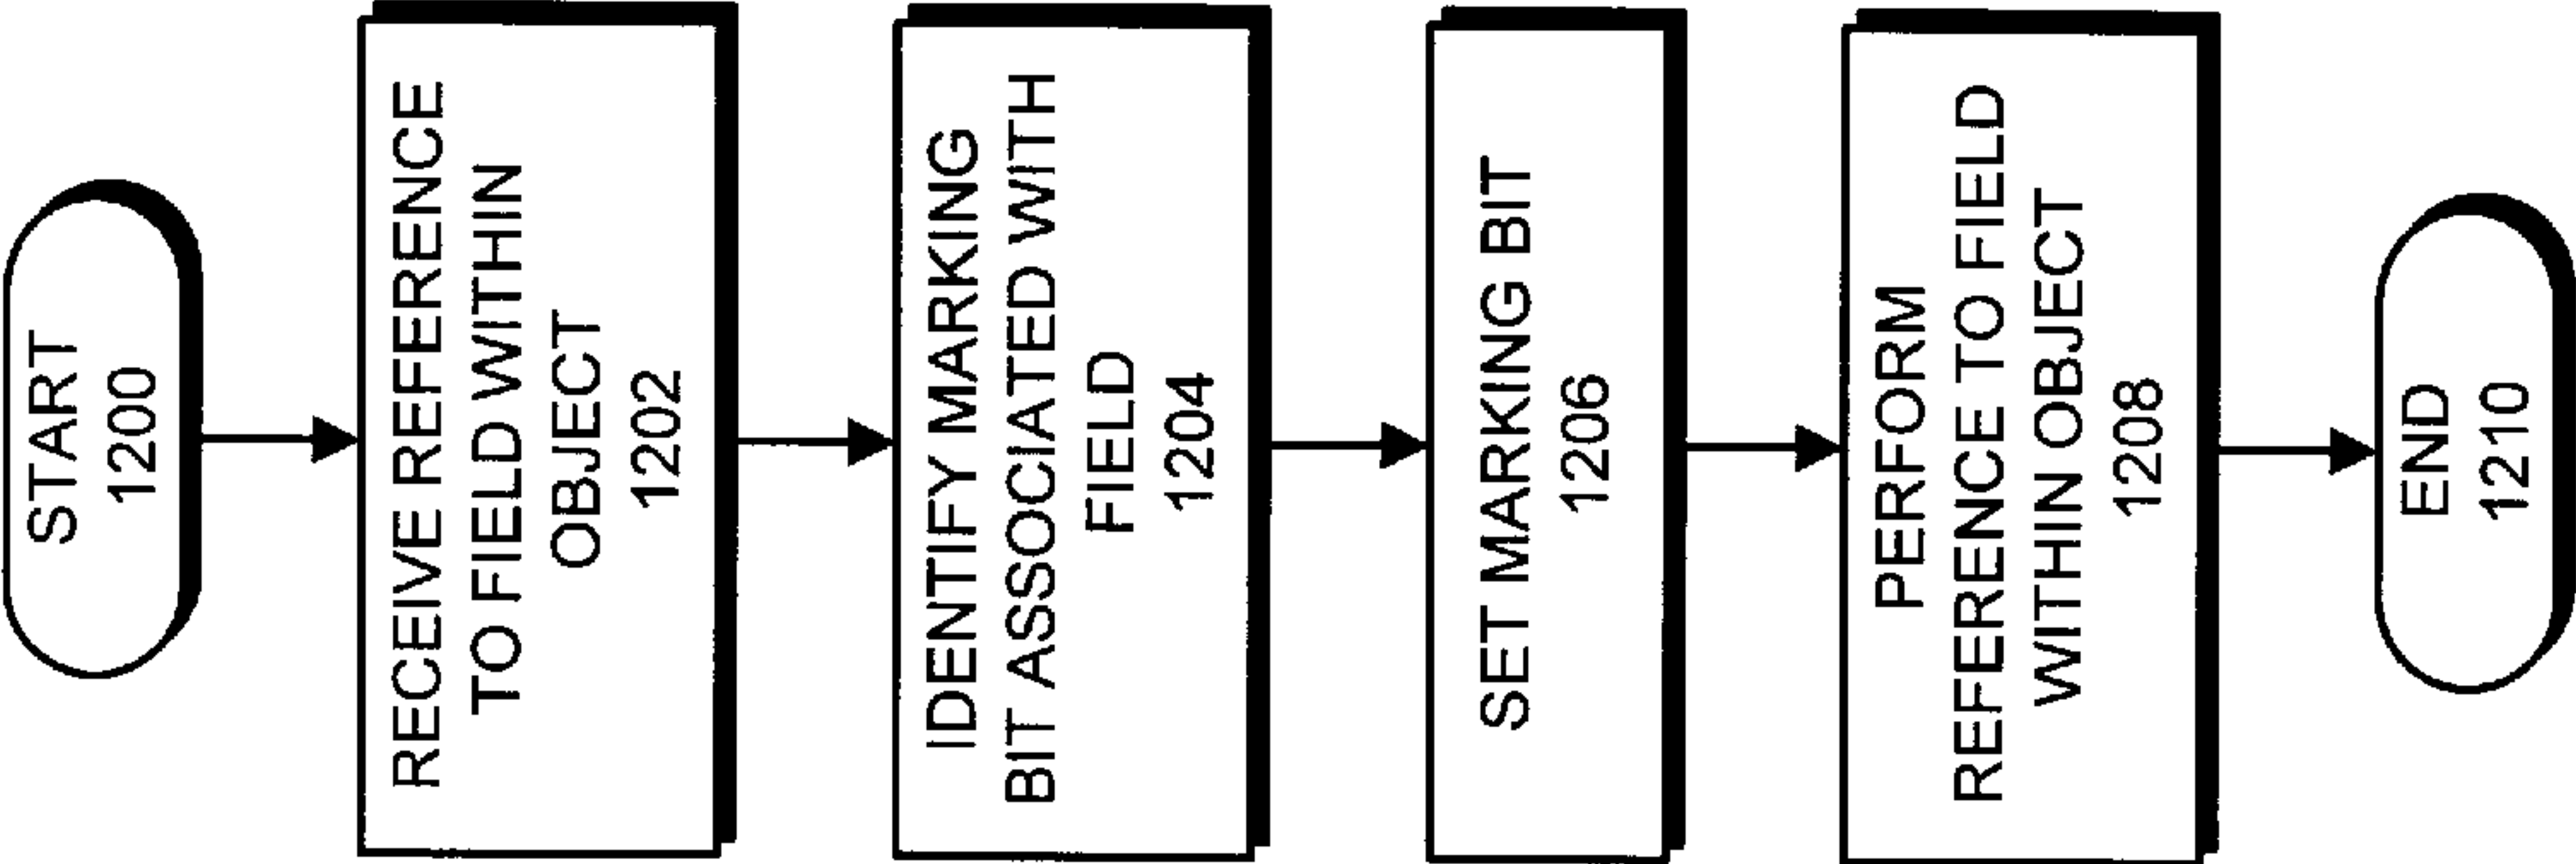 START
1200
RECEIVE REFERENCE
TO FIELD WITHIN
OBJECT
1202
IDENTIFY MARKING
BIT ASSOCIATED WITH
FIELD
1204
SET MARKING BIT
1206
PERFORM
REFERENCE TO FIELD
WITHIN OBJECT
1208
END
1210